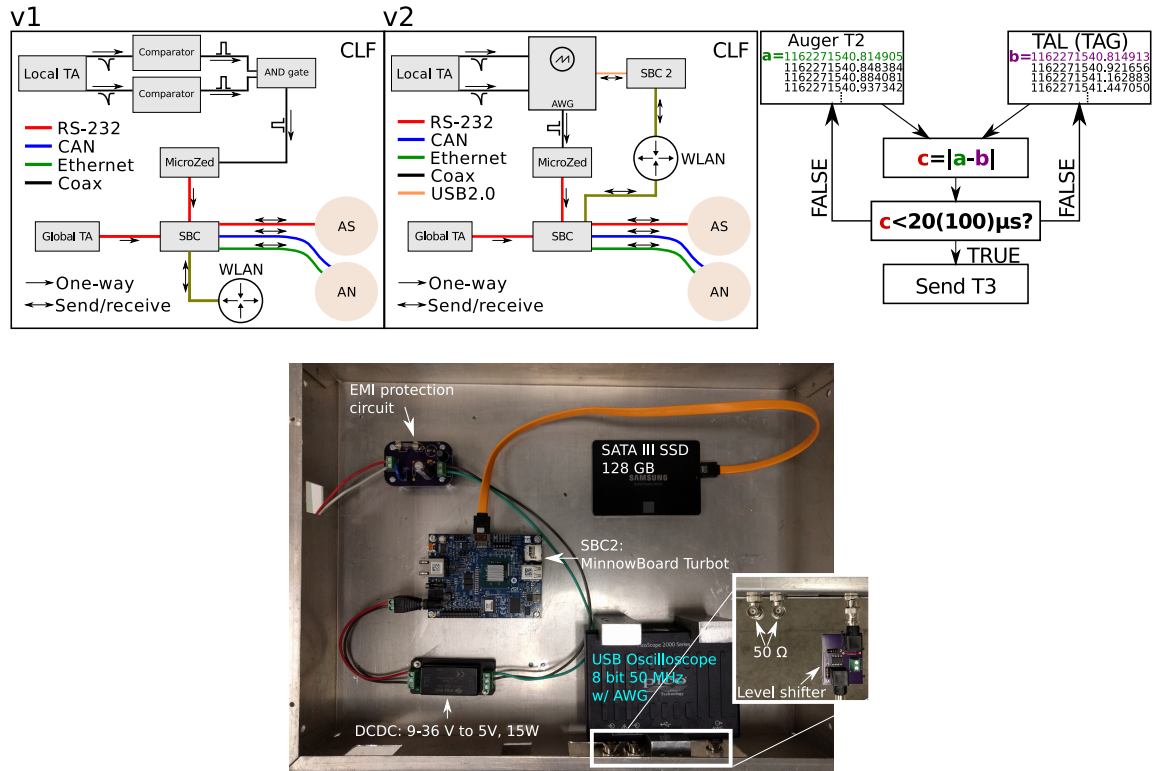 v1
CLF
Local TA
Comparator
Comparator
AND gate
RS-232
CAN
Ethernet
Coax
MicroZed
Global TA
SBC
AS
AN
WLAN
One-way
Send/receive
v2
CLF
Local TA
AWG
SBC 2
RS-232
CAN
Ethernet
Coax
USB2.0
MicroZed
WLAN
Global TA
SBC
AS
AN
One-way
Send/receive
Auger T2
a=1162271540.814905
1162271540.848384
1162271540.884081
1162271540.937342
TAL (TAG)
b=1162271540.814913
1162271540.921656
1162271541.162883
1162271541.447050
FALSE
FALSE
c=|a-b|
c<20(100)µs?
TRUE
Send T3
EMI protection
circuit
SATA III SSD
128 GB
SAMSUNG
SBC2:
MinnowBoard Turbot
USB Oscilloscope
8 bit 50 MHz
w/ AWG
DCDC: 9-36 V to 5V, 15W
50 Ω
Level shifter